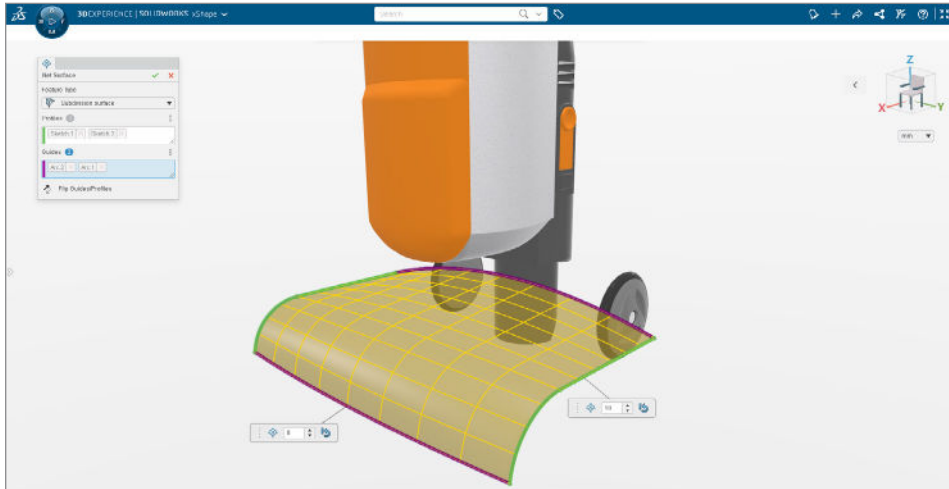 3DEXPERIENCE | SOLIDWORKS xShape
Search
Net Surface
Feature Type
Subdivision surface
Profiles
Sketch.1 × Sketch.3 ×
Guides 2
Arc.2 × Arc.1 ×
Flip Guides/Profiles
Z
X
Y
mm
10
8